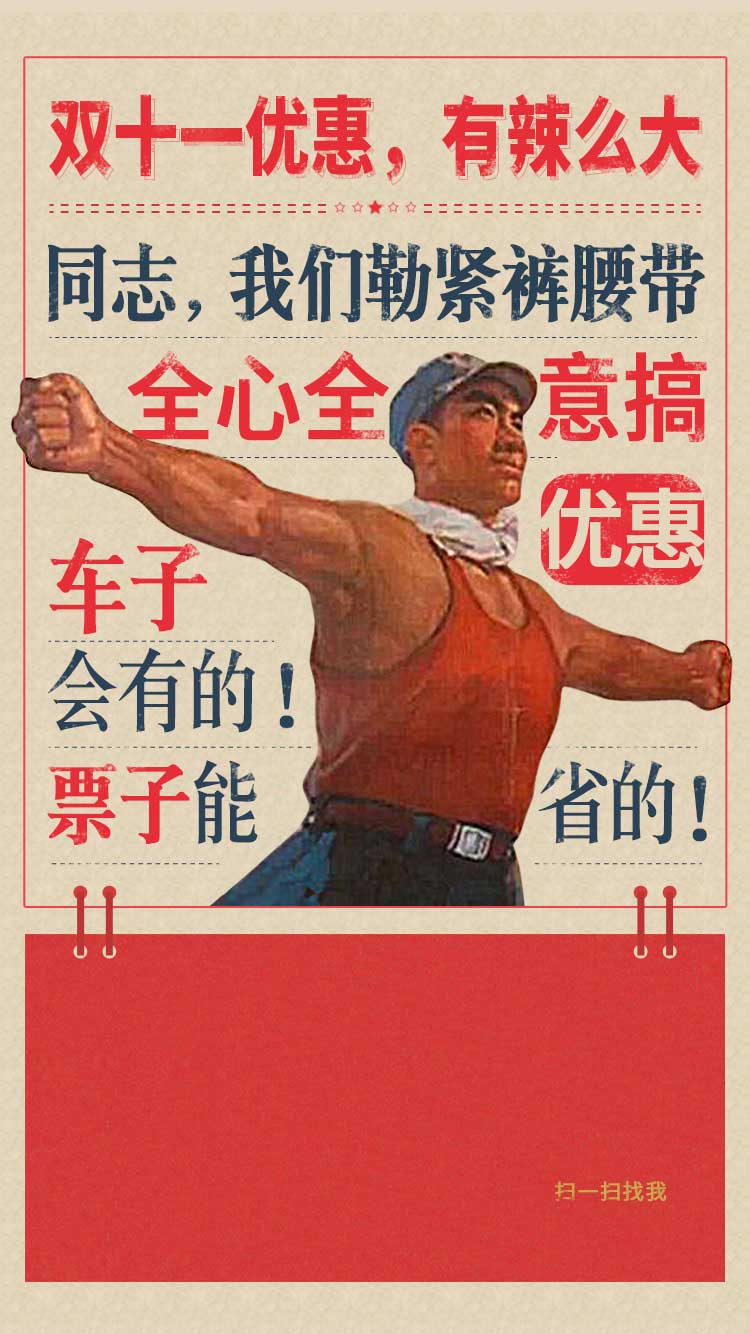 双十一优惠，有辣么大
同志，我们勒紧裤腰带
全心全意搞
优惠
车子
会有的！
票子能省的！
扫一扫找我